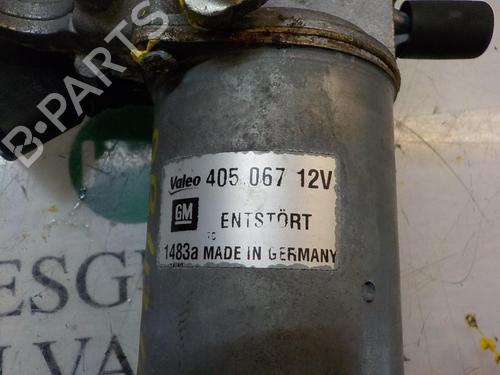 B-PARTS
Valeo 405.067 12V
GM ENTSTÖRT
1483a MADE IN GERMANY